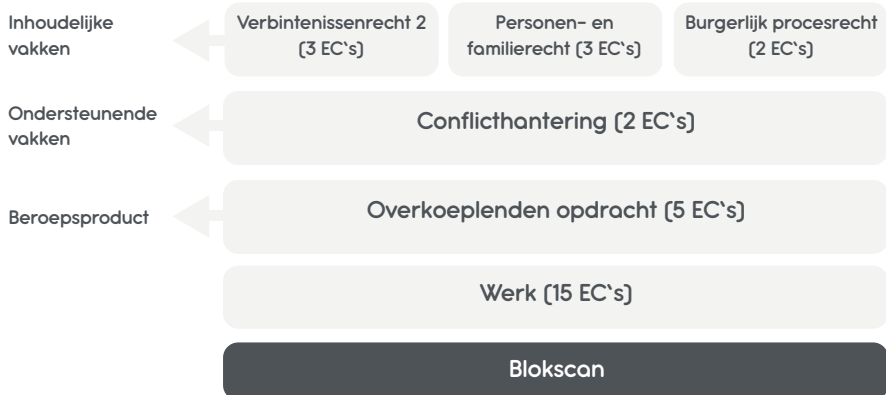 Inhoudelijke
vakken
Verbintenissenrecht 2
(3 EC`s)
Personen- en
familierecht (3 EC`s)
Burgerlijk procesrecht
(2 EC`s)
Ondersteunende
vakken
Conflicthantering (2 EC`s)
Beroepsproduct
Overkoeplenden opdracht (5 EC`s)
Werk (15 EC`s)
Blokscan